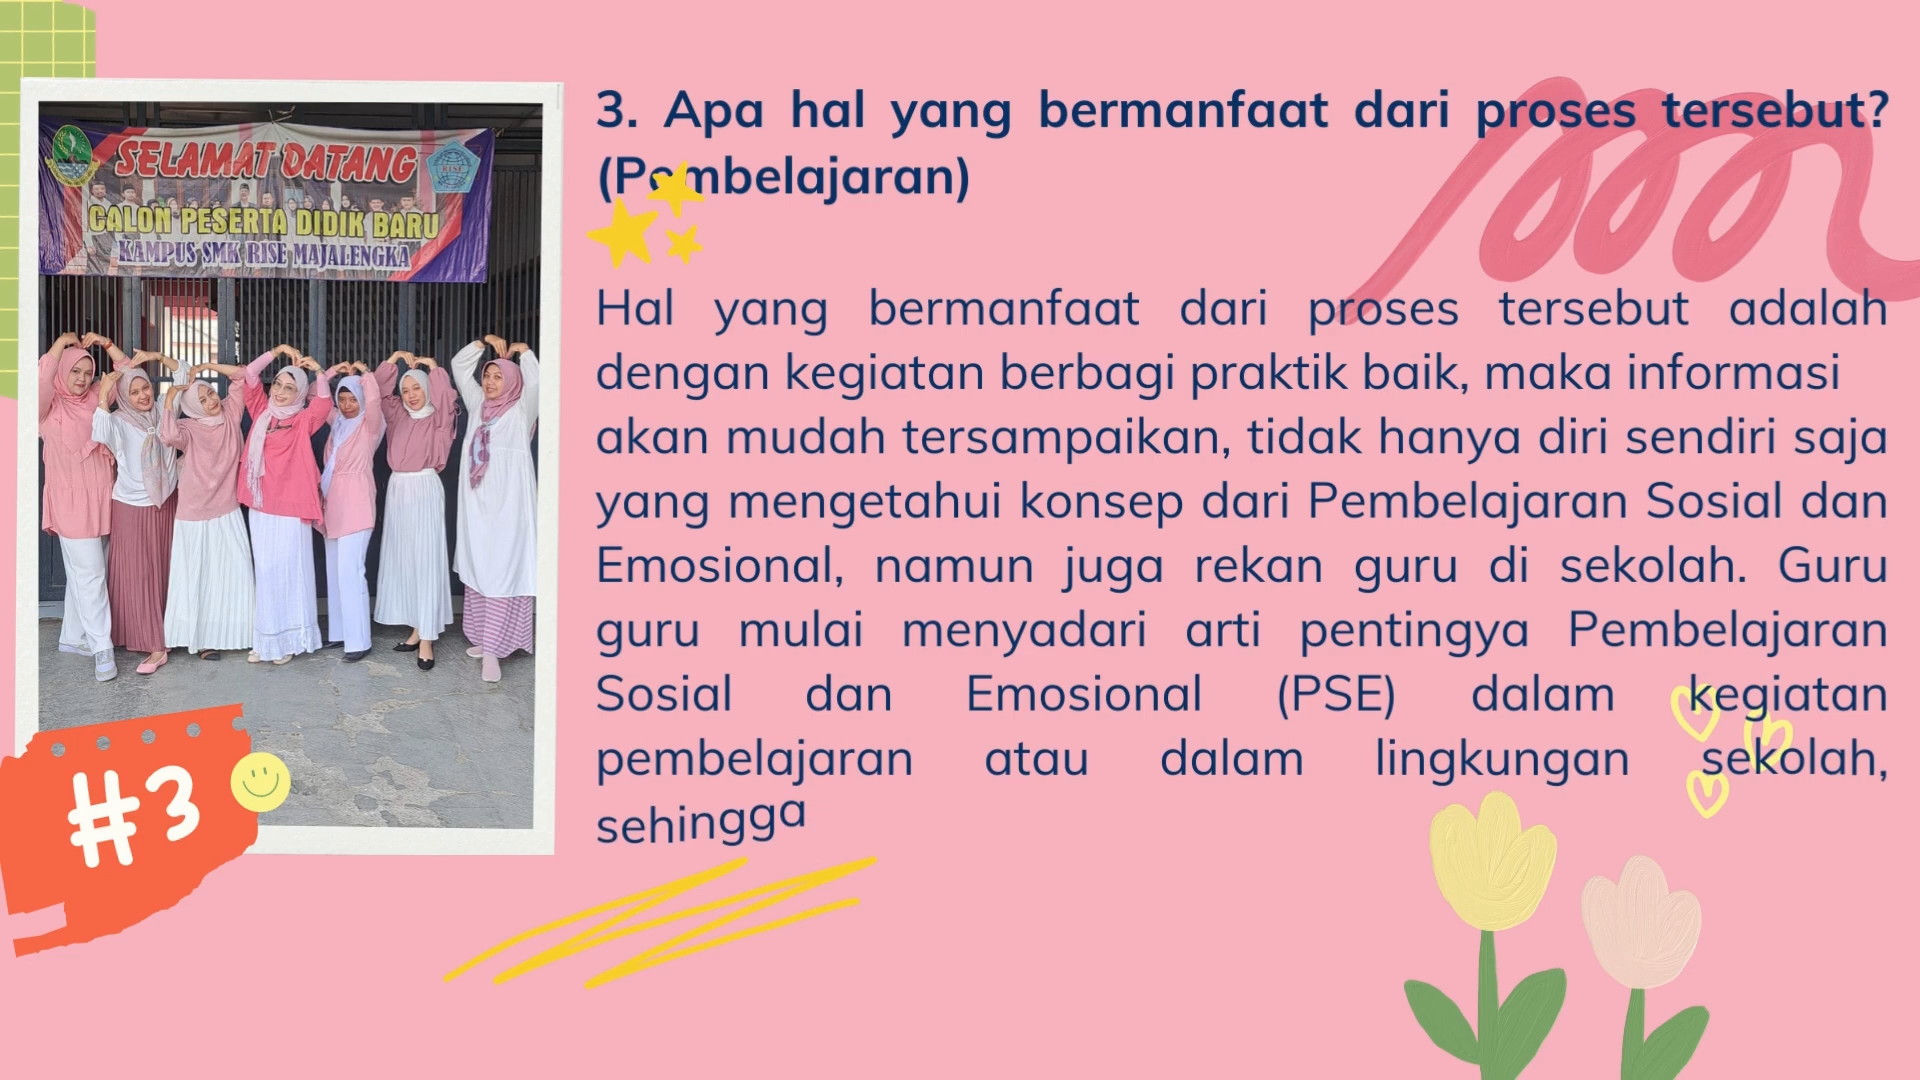 SELAMAT DATANG
CALON PESERTA DIDIK BARU
KAMPUS SMK RISE MAJALENGKA
RISE
#3
3. Apa hal yang bermanfaat dari proses tersebut?
(Pembelajaran)
Hal yang bermanfaat dari proses tersebut adalah
dengan kegiatan berbagi praktik baik, maka informasi
akan mudah tersampaikan, tidak hanya diri sendiri saja
yang mengetahui konsep dari Pembelajaran Sosial dan
Emosional, namun juga rekan guru di sekolah. Guru
guru mulai menyadari arti pentingya Pembelajaran
Sosial dan Emosional (PSE) dalam kegiatan
pembelajaran atau dalam lingkungan sekolah,
sehingga